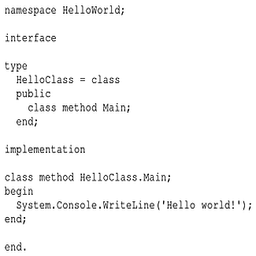 namespace HelloWorld;
interface
type
  HelloClass = class
  public
    class method Main;
  end;
implementation
class method HelloClass.Main;
begin
  System.Console.WriteLine('Hello world!');
end;
end.